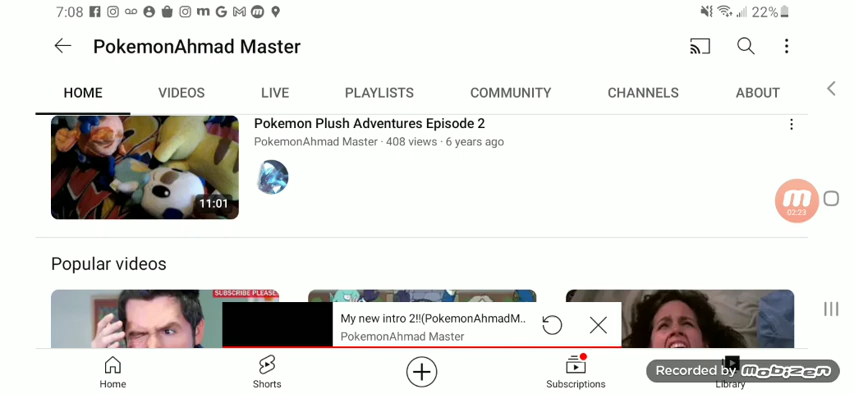 7:08
22%
PokemonAhmad Master
HOME VIDEOS LIVE PLAYLISTS COMMUNITY CHANNELS ABOUT
Pokemon Plush Adventures Episode 2
PokemonAhmad Master · 408 views · 6 years ago
11:01
02:23
Popular videos
SUBSCRIBE PLEASE
My new intro 2!!(PokemonAhmadM..
PokemonAhmad Master
Home Shorts Subscriptions Library
Recorded by Mobizen